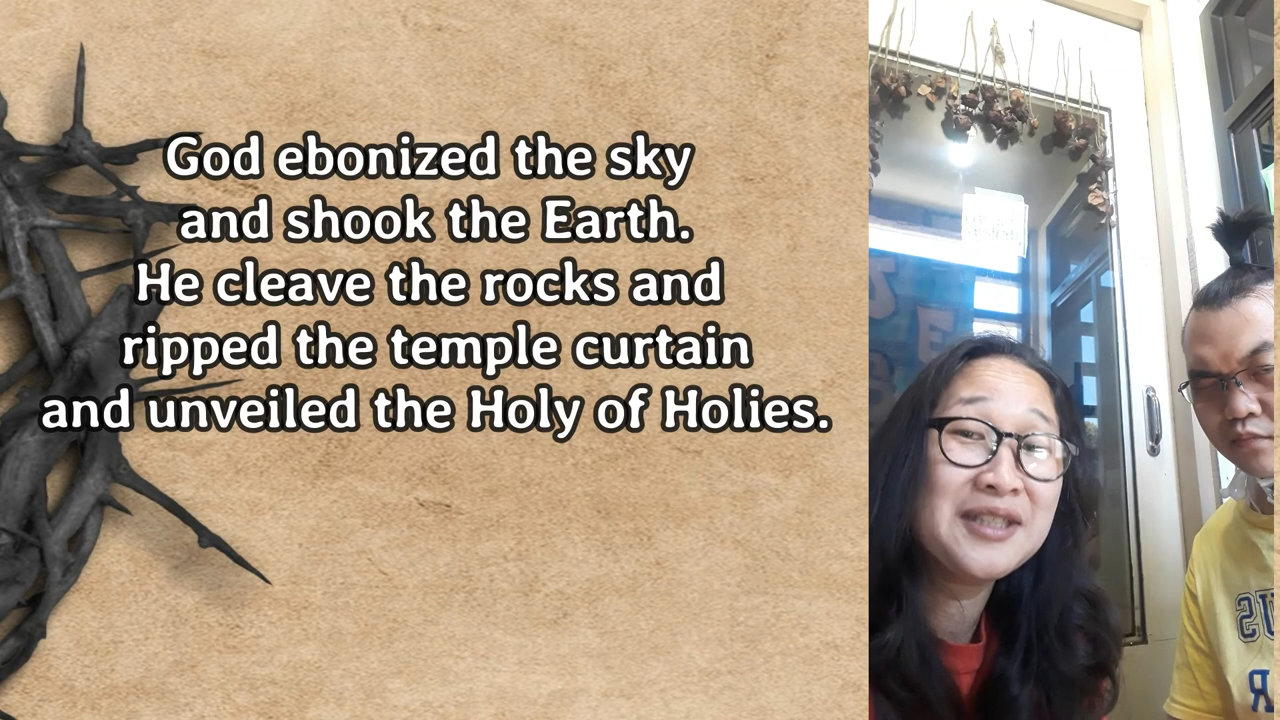 God ebonized the sky
and shook the Earth.
He cleave the rocks and
ripped the temple curtain
and unveiled the Holy of Holies.